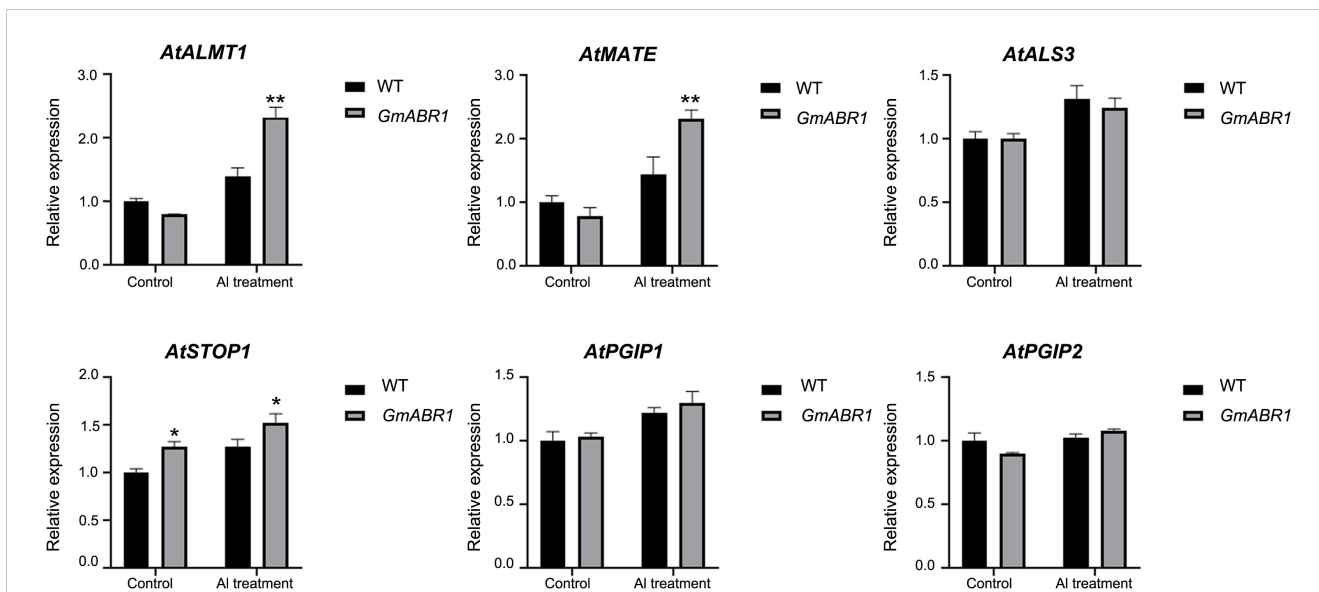 AtALMT1
3.0
2.0
1.0
0.0
Relative expression
**
Control
Al treatment
WT
GmABR1
AtMATE
3.0
2.0
1.0
0.0
Relative expression
**
Control
Al treatment
WT
GmABR1
AtALS3
1.5
1.0
0.5
0.0
Relative expression
Control
Al treatment
WT
GmABR1
AtSTOP1
2.0
1.5
1.0
0.5
0.0
Relative expression
*
*
Control
Al treatment
WT
GmABR1
AtPGIP1
1.5
1.0
0.5
0.0
Relative expression
Control
Al treatment
WT
GmABR1
AtPGIP2
1.5
1.0
0.5
0.0
Relative expression
Control
Al treatment
WT
GmABR1